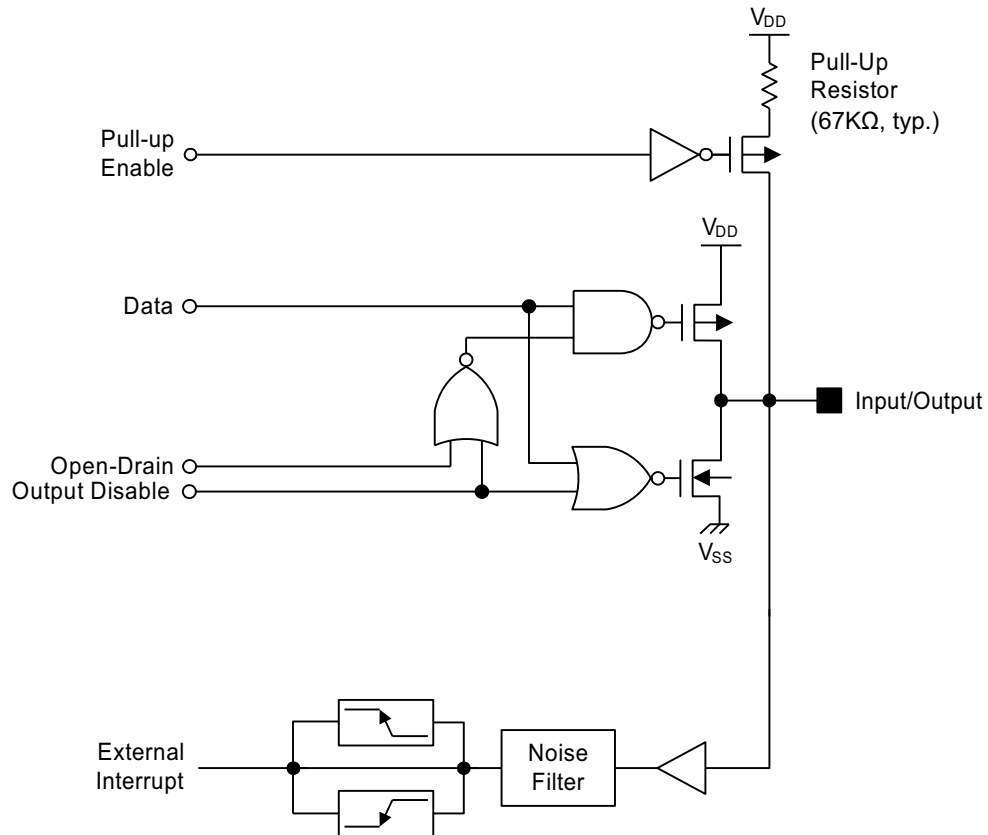 VDD
Pull-Up
Resistor
(67KΩ, typ.)
Pull-up
Enable
VDD
Data
Input/Output
Open-Drain
Output Disable
VSS
External
Interrupt
Noise
Filter